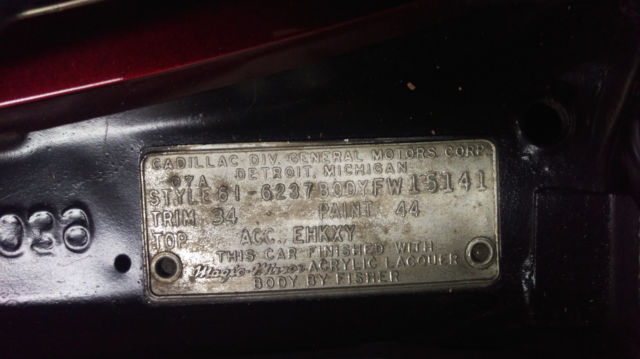 CADILLAC DIV. GENERAL MOTORS CORP.
DETROIT, MICHIGAN
07A
STYLE 61-6237 BODY FW 15141
TRIM 34 PAINT 44
TOP ACC. EHKXY
THIS CAR FINISHED WITH
Magic-Mirror ACRYLIC LACQUER
BODY BY FISHER